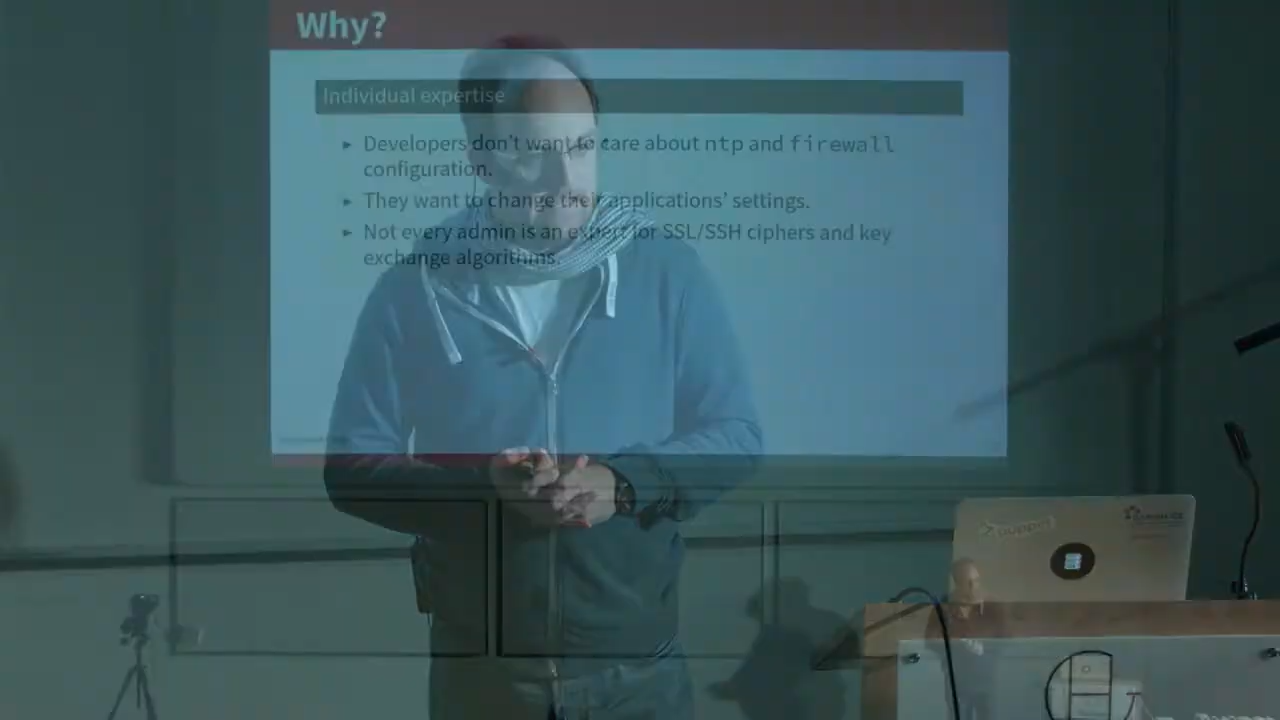 Why?
Individual expertise
▸ Developers don't want to care about ntp and firewall
configuration.
▸ They want to change their applications' settings.
▸ Not every admin is an expert for SSL/SSH ciphers and key
exchange algorithms.
puppet